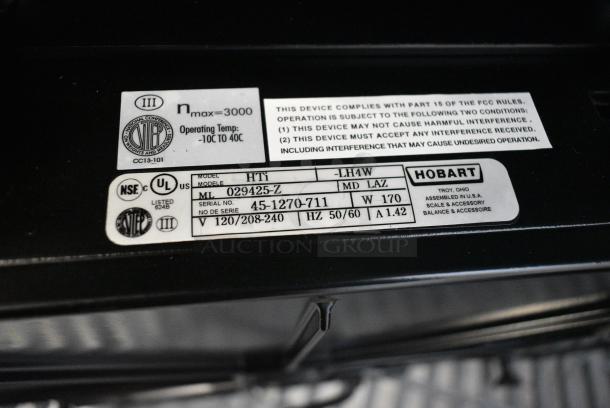 III
nmax=3000
Operating Temp:
-10C TO 40C
NTEP
CC13-101
THIS DEVICE COMPLIES WITH PART 15 OF THE FCC RULES.
OPERATION IS SUBJECT TO THE FOLLOWING TWO CONDITIONS:
(1) THIS DEVICE MAY NOT CAUSE HARMFUL INTERFERENCE.
(2) THIS DEVICE MUST ACCEPT ANY INTERFERENCE RECEIVED,
INCLUDING INTERFERENCE THAT MAY CAUSE UNDESIRED OPERATION.
NSF
C UL US
LISTED
NTEP III
MODEL HTi -LH4W
MODELE
ML 029425-Z MD LAZ
SERIAL NO. 45-1270-711 W 170
NO DE SERIE
V 120/208-240 HZ 50/60 A 1.42
HOBART
TROY, OHIO
ASSEMBLED IN U.S.A.
SCALE & ACCESSORY
BALANCE & ACCESSOIRE
AUCTION GROUP